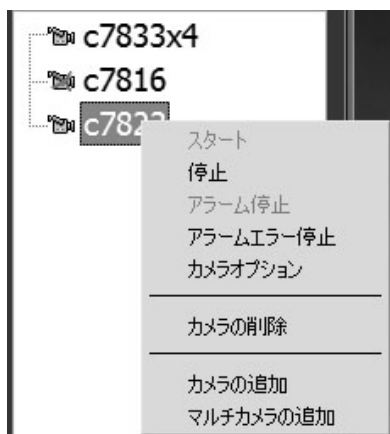 c7833x4
c7816
スタート
停止
アラーム停止
アラームエラー停止
カメラオプション
カメラの削除
カメラの追加
マルチカメラの追加